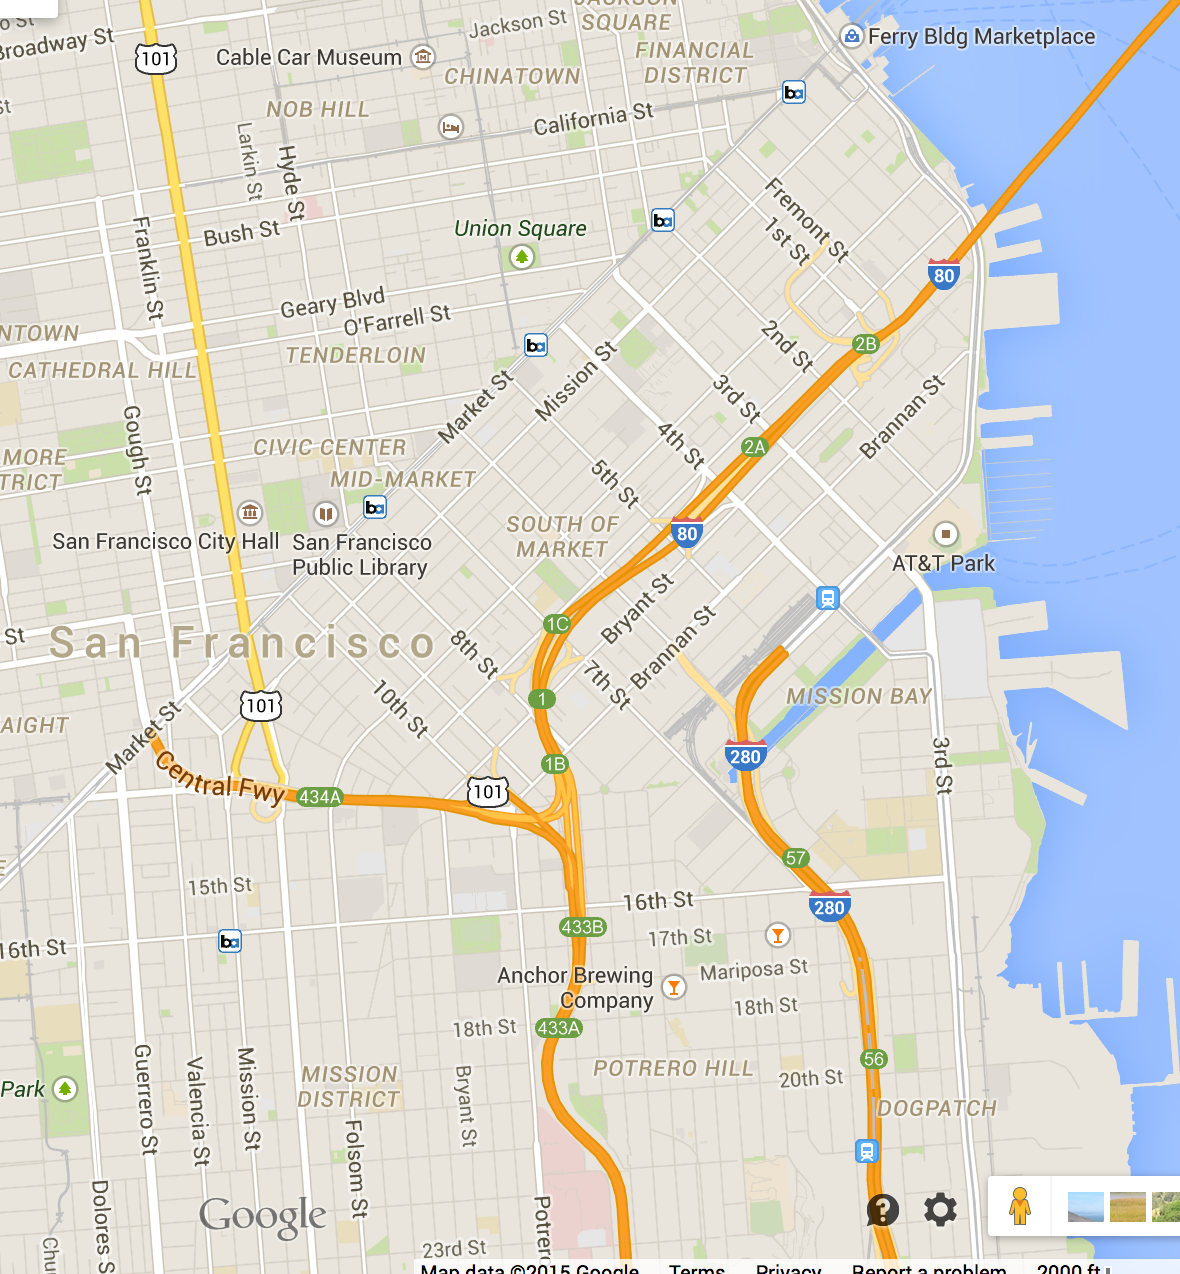 Broadway St
101
Jackson St
JACKSON
SQUARE
Cable Car Museum
CHINATOWN
FINANCIAL
DISTRICT
Ferry Bldg Marketplace
NOB HILL
California St
Larkin St
Hyde St
Franklin St
Bush St
Union Square
Fremont St
1st St
80
Geary Blvd
O'Farrell St
NTOWN
CATHEDRAL HILL
TENDERLOIN
2B
2nd St
Mission St
Market St
3rd St
Brannan St
Gough St
CIVIC CENTER
MORE
TRICT
MID-MARKET
4th St
2A
5th St
San Francisco City Hall
San Francisco
Public Library
SOUTH OF
MARKET
80
AT&T Park
St
San Francisco
1C
Bryant St
Brannan St
8th St
7th St
1
10th St
MISSION BAY
AIGHT
101
Market St
Central Fwy
434A
101
1B
280
3rd St
57
15th St
16th St
280
16th St
433B
17th St
Anchor Brewing
Company
Mariposa St
18th St
18th St
433A
56
Park
Guerrero St
Valencia St
Mission St
MISSION
DISTRICT
Bryant St
POTRERO HILL
20th St
DOGPATCH
Folsom St
Dolores S
Potrero
Google
23rd St
?
Map data ©2015 Google
Terms
Privacy
Report a problem
2000 ft